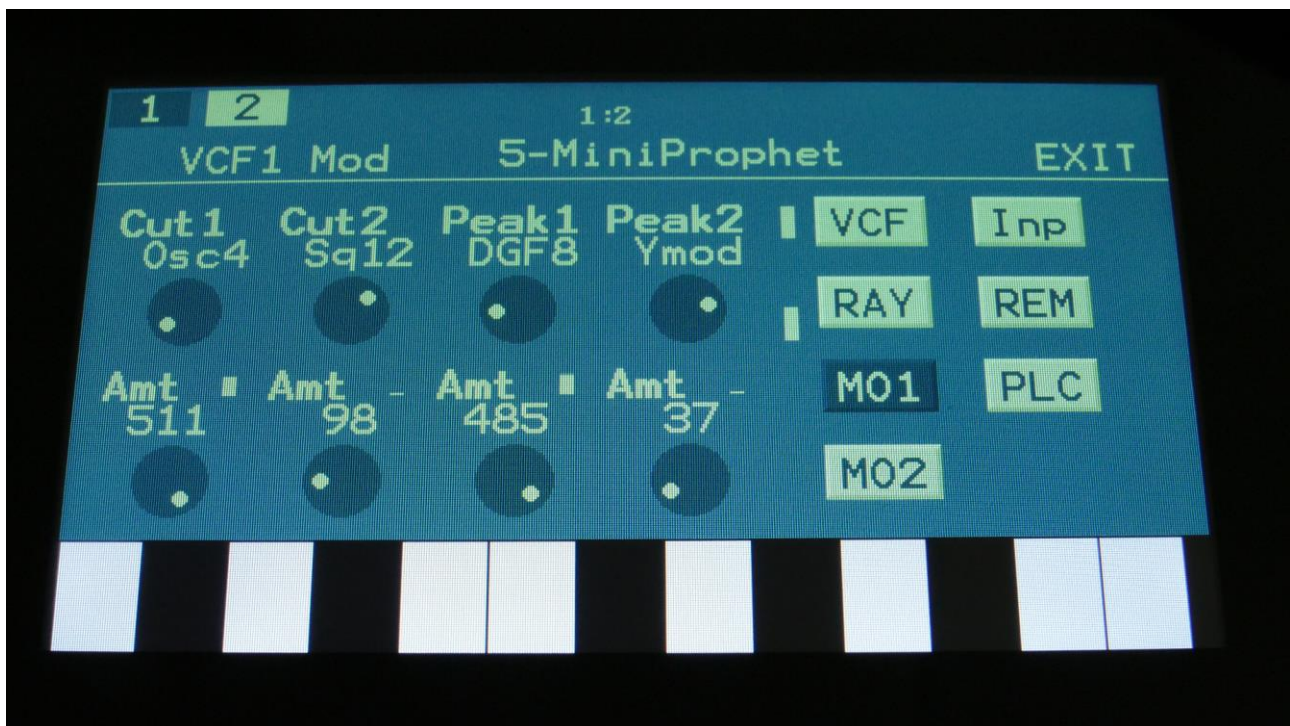 1 2 1:2
VCF1 Mod 5-MiniProphet EXIT
Cut1 Cut2 Peak1 Peak2 VCF Inp
Osc4 Sq12 DGF8 Ymod
RAY REM
Amt Amt Amt Amt MO1 PLC
511 98 485 37
MO2